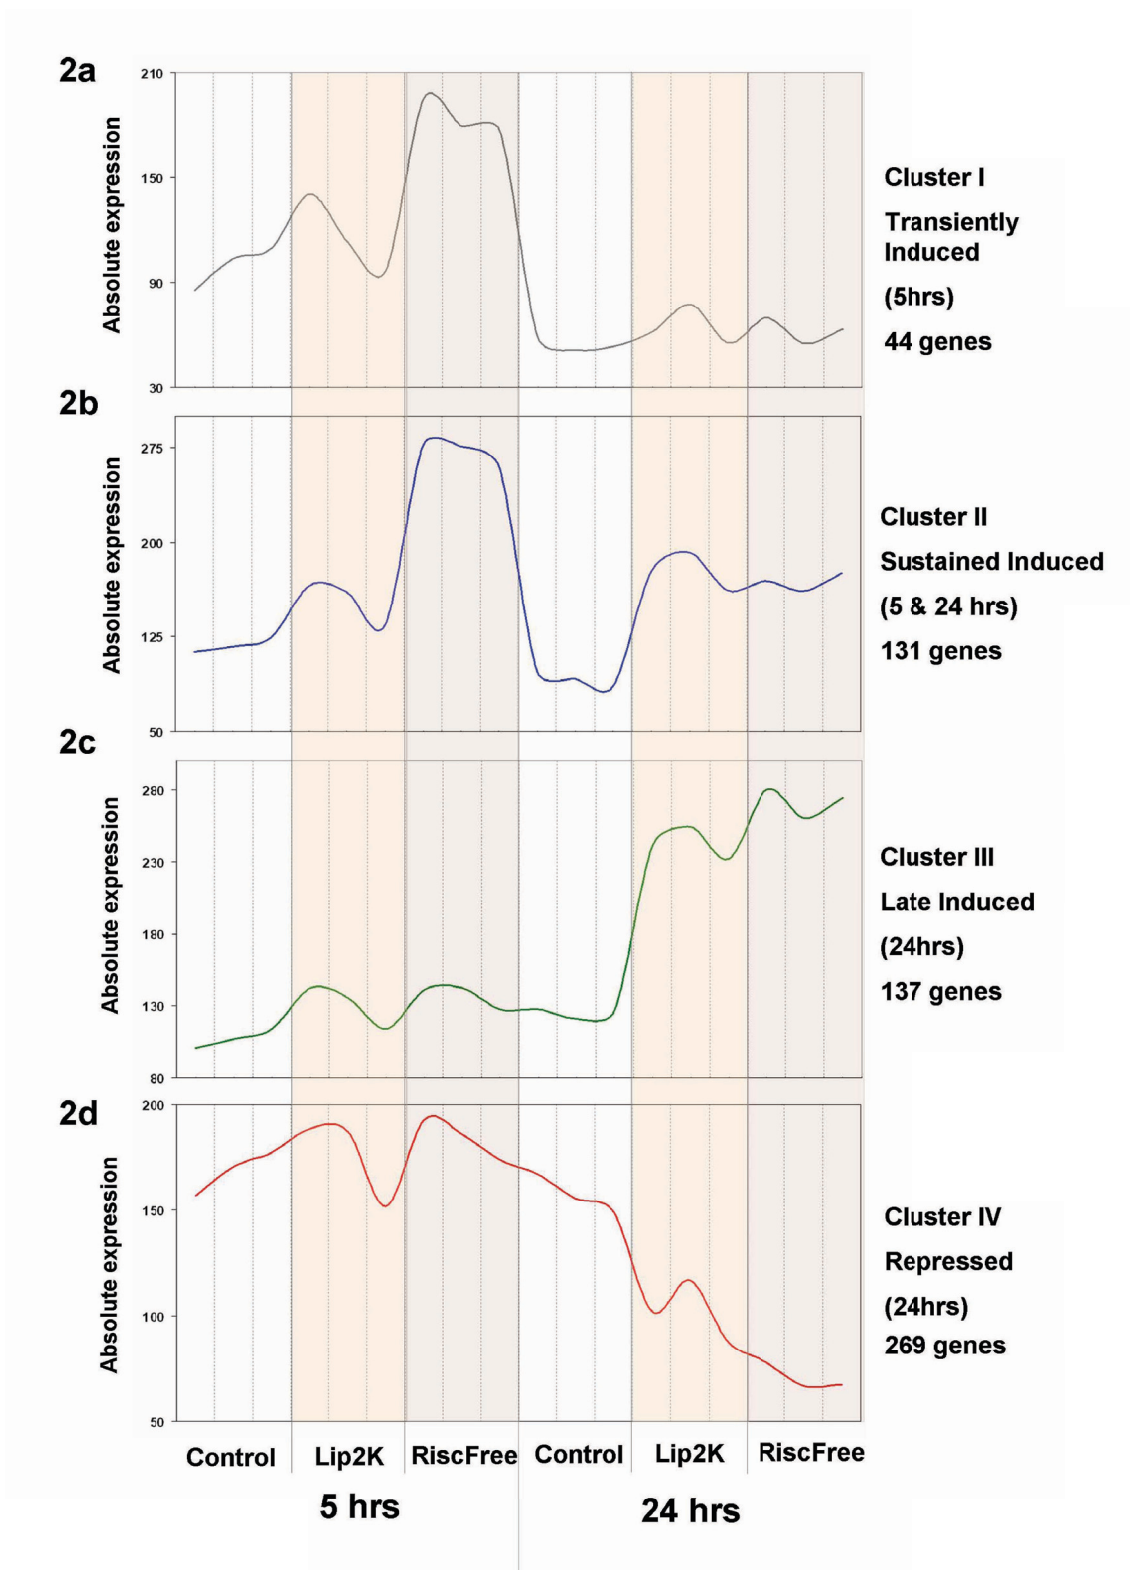 2a
210
150
90
30
Absolute expression
Cluster I
Transiently
Induced
(5hrs)
44 genes
2b
275
200
125
50
Absolute expression
Cluster II
Sustained Induced
(5 & 24 hrs)
131 genes
2c
280
230
180
130
80
Absolute expression
Cluster III
Late Induced
(24hrs)
137 genes
2d
200
150
100
50
Absolute expression
Cluster IV
Repressed
(24hrs)
269 genes
Control Lip2K RiscFree Control Lip2K RiscFree
5 hrs 24 hrs